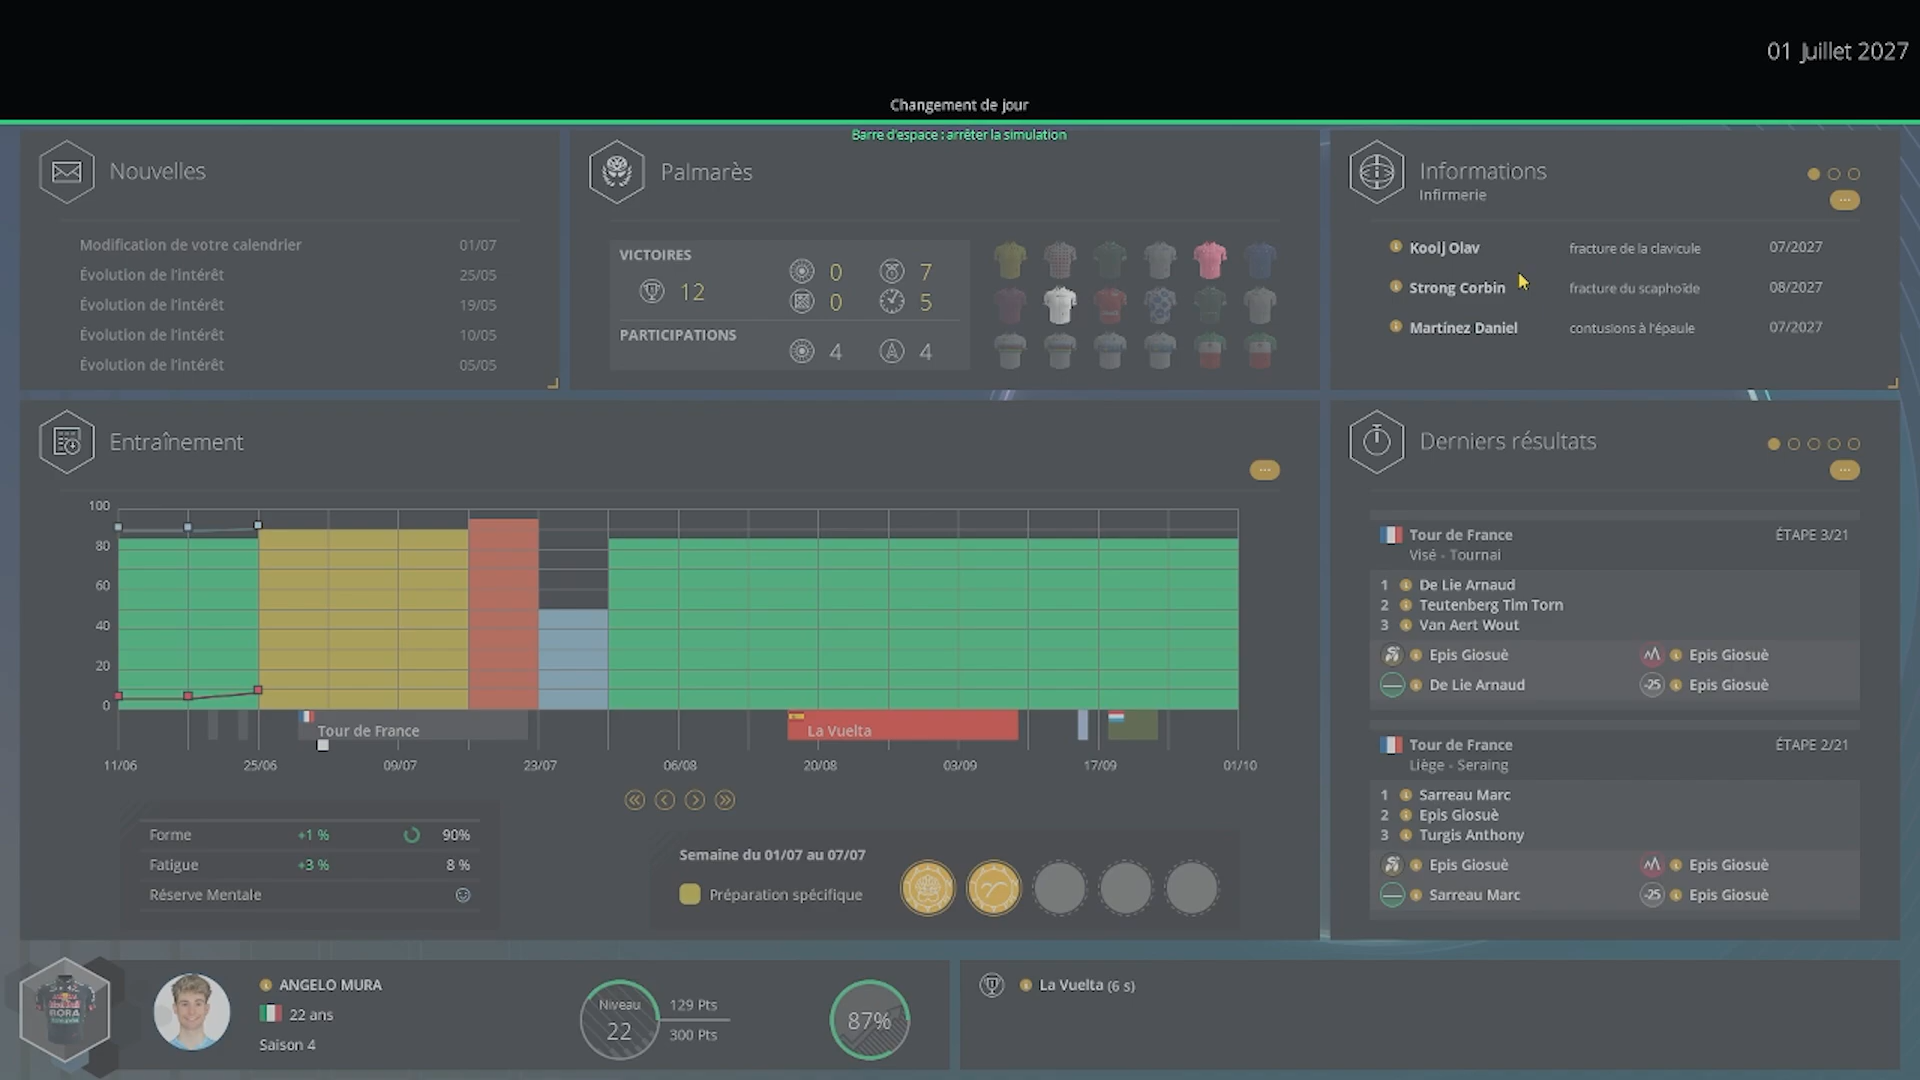 01 Juillet 2027
Changement de jour
Barre d'espace : arrêter la simulation
Nouvelles
Modification de votre calendrier 01/07
Évolution de l'intérêt 25/05
Évolution de l'intérêt 19/05
Évolution de l'intérêt 10/05
Évolution de l'intérêt 05/05
Palmarès
VICTOIRES
12
0 7
0 5
PARTICIPATIONS
4 4
Informations
Infirmerie
Kooij Olav fracture de la clavicule 07/2027
Strong Corbin fracture du scaphoïde 08/2027
Martínez Daniel contusions à l'épaule 07/2027
Entraînement
100
80
60
40
20
0
Tour de France
La Vuelta
11/06 25/06 09/07 23/07 06/08 20/08 03/09 17/09 01/10
Forme +1 % 90%
Fatigue +3 % 8 %
Réserve Mentale
Semaine du 01/07 au 07/07
Préparation spécifique
Derniers résultats
Tour de France ÉTAPE 3/21
Visé - Tournai
1 De Lie Arnaud
2 Teutenberg Tim Torn
3 Van Aert Wout
Epis Giosuè Epis Giosuè
De Lie Arnaud -25 Epis Giosuè
Tour de France ÉTAPE 2/21
Liège - Seraing
1 Sarreau Marc
2 Epis Giosuè
3 Turgis Anthony
Epis Giosuè Epis Giosuè
Sarreau Marc -25 Epis Giosuè
Red Bull
BORA
ANGELO MURA
22 ans
Saison 4
Niveau
22
129 Pts
300 Pts
87%
La Vuelta (6 s)